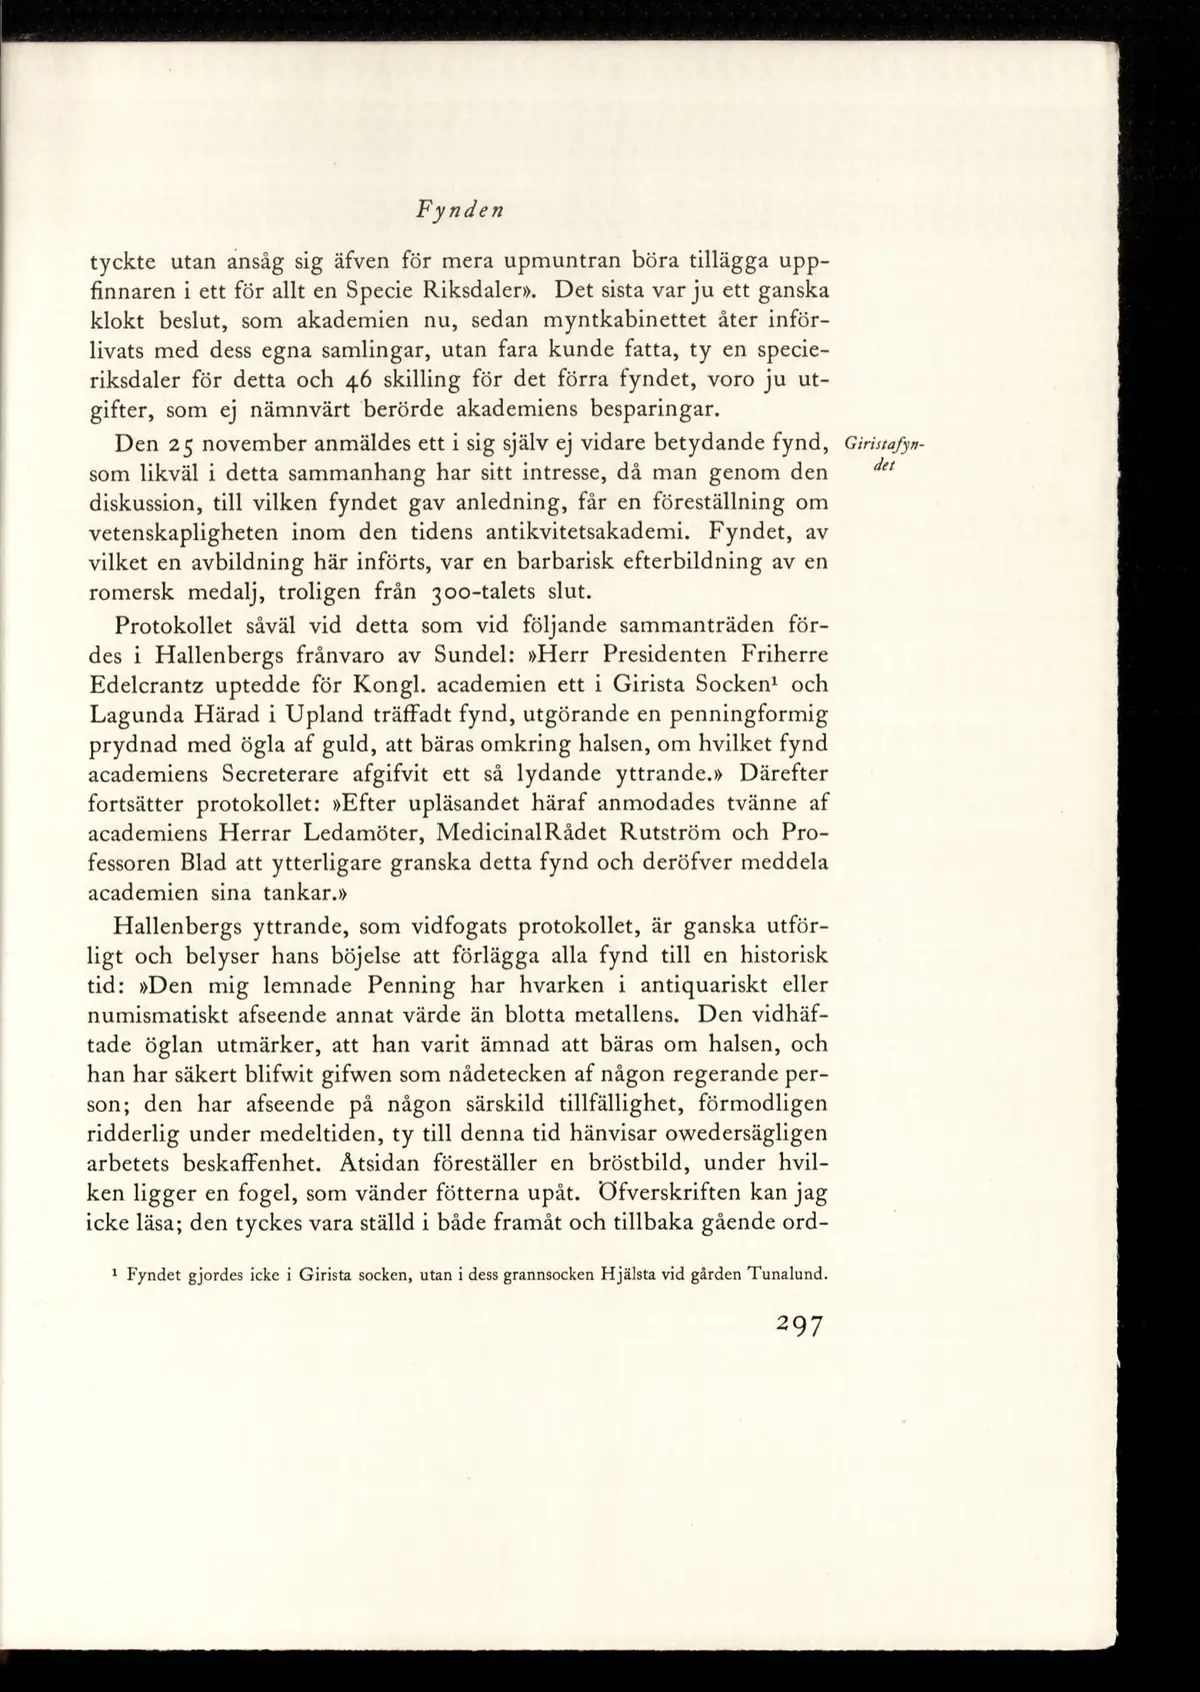 Fynden
tyckte utan ansåg sig äfven för mera upmuntran böra tillägga upp-
finnaren i ett för allt en Specie Riksdaler». Det sista var ju ett ganska
klokt beslut, som akademien nu, sedan myntkabinettet åter inför-
livats med dess egna samlingar, utan fara kunde fatta, ty en specie-
riksdaler för detta och 46 skilling för det förra fyndet, voro ju ut-
gifter, som ej nämnvärt berörde akademiens besparingar.
Den 25 november anmäldes ett i sig själv ej vidare betydande fynd,
Giristafyn-
det
som likväl i detta sammanhang har sitt intresse, då man genom den
diskussion, till vilken fyndet gav anledning, får en föreställning om
vetenskapligheten inom den tidens antikvitetsakademi. Fyndet, av
vilket en avbildning här införts, var en barbarisk efterbildning av en
romersk medalj, troligen från 300-talets slut.
Protokollet såväl vid detta som vid följande sammanträden för-
des i Hallenbergs frånvaro av Sundel: »Herr Presidenten Friherre
Edelcrantz uptedde för Kongl. academien ett i Girista Socken¹ och
Lagunda Härad i Upland träffadt fynd, utgörande en penningformig
prydnad med ögla af guld, att bäras omkring halsen, om hvilket fynd
academiens Secreterare afgifvit ett så lydande yttrande.» Därefter
fortsätter protokollet: »Efter upläsandet häraf anmodades tvänne af
academiens Herrar Ledamöter, MedicinalRådet Rutström och Pro-
fessoren Blad att ytterligare granska detta fynd och deröfver meddela
academien sina tankar.»
Hallenbergs yttrande, som vidfogats protokollet, är ganska utför-
ligt och belyser hans böjelse att förlägga alla fynd till en historisk
tid: »Den mig lemnade Penning har hvarken i antiquariskt eller
numismatiskt afseende annat värde än blotta metallens. Den vidhäf-
tade öglan utmärker, att han varit ämnad att bäras om halsen, och
han har säkert blifwit gifwen som nådetecken af någon regerande per-
son; den har afseende på någon särskild tillfällighet, förmodligen
ridderlig under medeltiden, ty till denna tid hänvisar owedersägligen
arbetets beskaffenhet. Åtsidan föreställer en bröstbild, under hvil-
ken ligger en fogel, som vänder fötterna upåt. Öfverskriften kan jag
icke läsa; den tyckes vara ställd i både framåt och tillbaka gående ord-
¹ Fyndet gjordes icke i Girista socken, utan i dess grannsocken Hjälsta vid gården Tunalund.
297